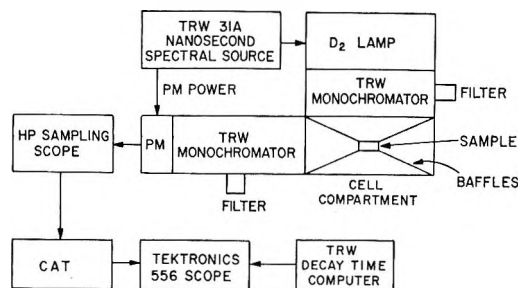 TRW 31A
NANOSECOND
SPECTRAL SOURCE
D₂ LAMP
PM POWER
TRW
MONOCHROMATOR
FILTER
HP SAMPLING
SCOPE
PM
TRW
MONOCHROMATOR
SAMPLE
BAFFLES
CELL
COMPARTMENT
FILTER
CAT
TEKTRONICS
556 SCOPE
TRW
DECAY TIME
COMPUTER